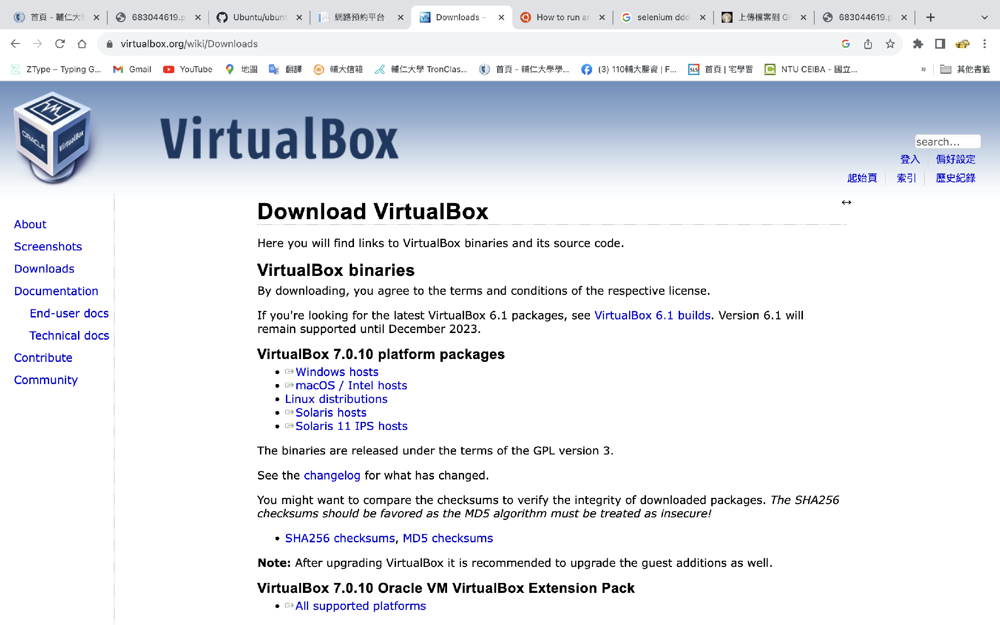 首頁 - 輔仁大
683044619.p
Ubuntu/ubunt
網路預約平台
Downloads –
How to run an
selenium ddd
上傳檔案到 Git
683044619.p
virtualbox.org/wiki/Downloads
ZType – Typing G...
Gmail
YouTube
地圖
翻譯
輔大信箱
輔仁大學 TronClas...
首頁 - 輔仁大學學...
(3) 110輔大醫資 | F...
首頁 | 宅學習
NTU CEIBA - 國立...
»
其他書籤
ORACLE
VirtualBox
VirtualBox
search...
登入
偏好設定
起始頁
索引
歷史紀錄
About
Screenshots
Downloads
Documentation
End-user docs
Technical docs
Contribute
Community
Download VirtualBox
Here you will find links to VirtualBox binaries and its source code.
VirtualBox binaries
By downloading, you agree to the terms and conditions of the respective license.
If you're looking for the latest VirtualBox 6.1 packages, see VirtualBox 6.1 builds. Version 6.1 will
remain supported until December 2023.
VirtualBox 7.0.10 platform packages
Windows hosts
macOS / Intel hosts
Linux distributions
Solaris hosts
Solaris 11 IPS hosts
The binaries are released under the terms of the GPL version 3.
See the changelog for what has changed.
You might want to compare the checksums to verify the integrity of downloaded packages. The SHA256
checksums should be favored as the MD5 algorithm must be treated as insecure!
SHA256 checksums, MD5 checksums
Note: After upgrading VirtualBox it is recommended to upgrade the guest additions as well.
VirtualBox 7.0.10 Oracle VM VirtualBox Extension Pack
All supported platforms